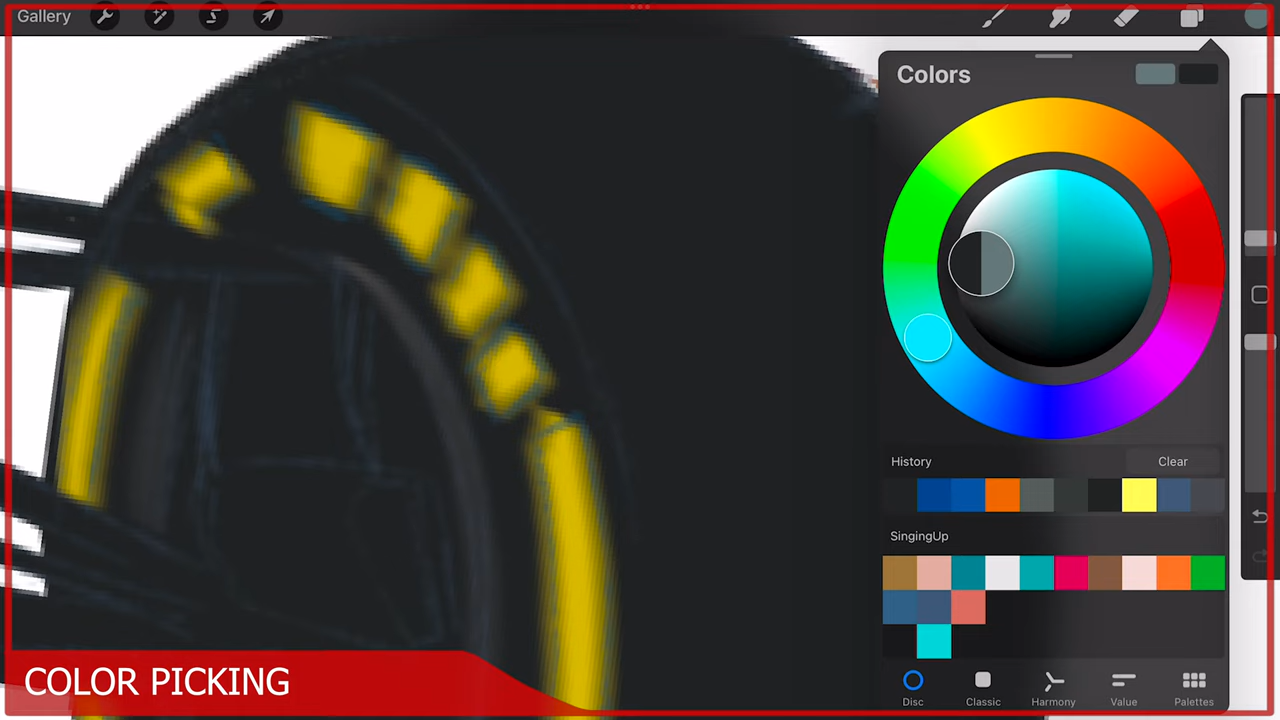 Gallery
Colors
History
Clear
SingingUp
Disc
Classic
Harmony
Value
Palettes
COLOR PICKING